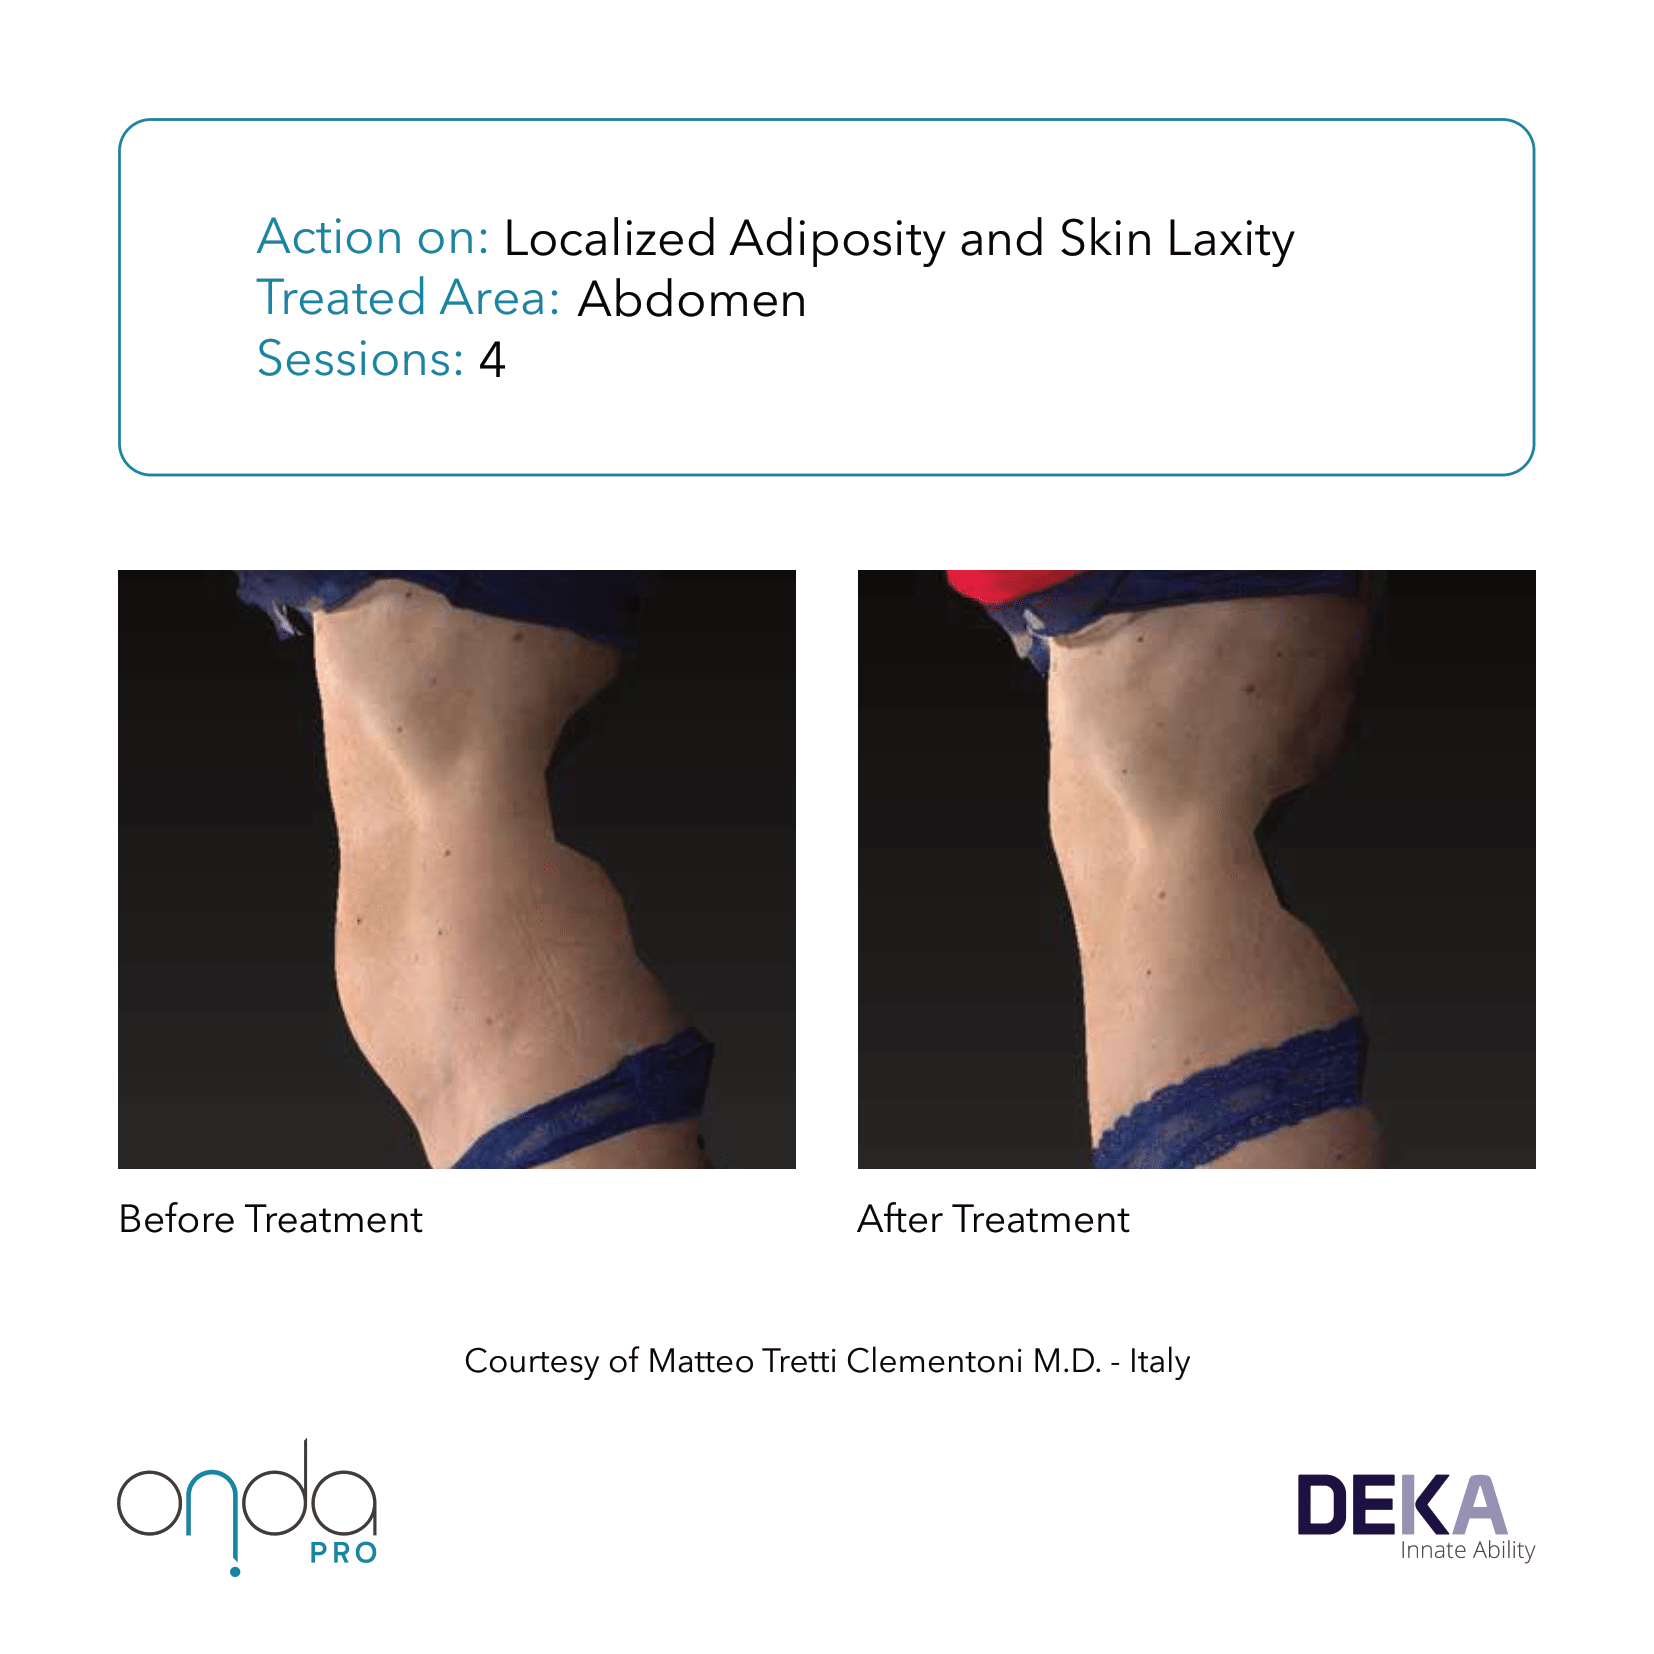 Action on: Localized Adiposity and Skin Laxity
Treated Area: Abdomen
Sessions: 4
Before Treatment
After Treatment
Courtesy of Matteo Tretti Clementoni M.D. - Italy
onda
PRO
DEKA
Innate Ability